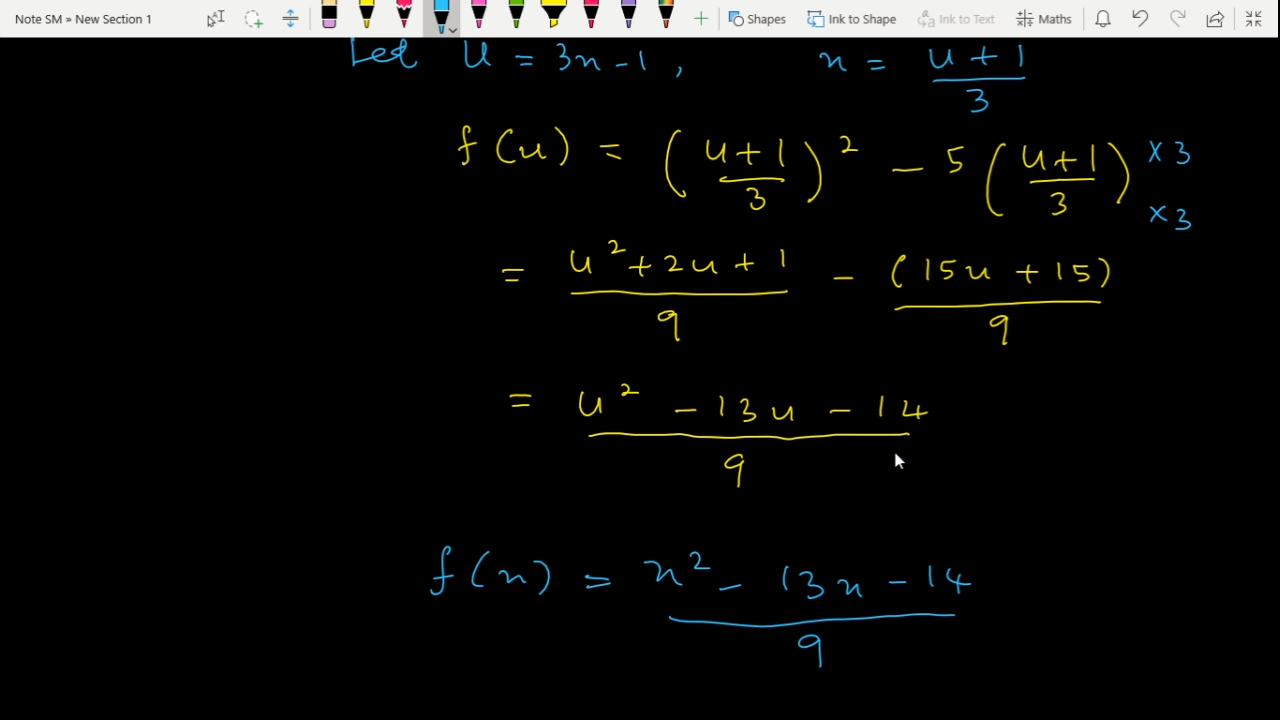 Note SM » New Section 1
Shapes Ink to Shape Ink to Text Maths
Let u = 3x - 1, x = (u + 1)/3
f(u) = ((u + 1)/3)² - 5((u + 1)/3) ×3 ×3
= (u² + 2u + 1)/9 - (15u + 15)/9
= (u² - 13u - 14)/9
f(x) = (x² - 13x - 14)/9